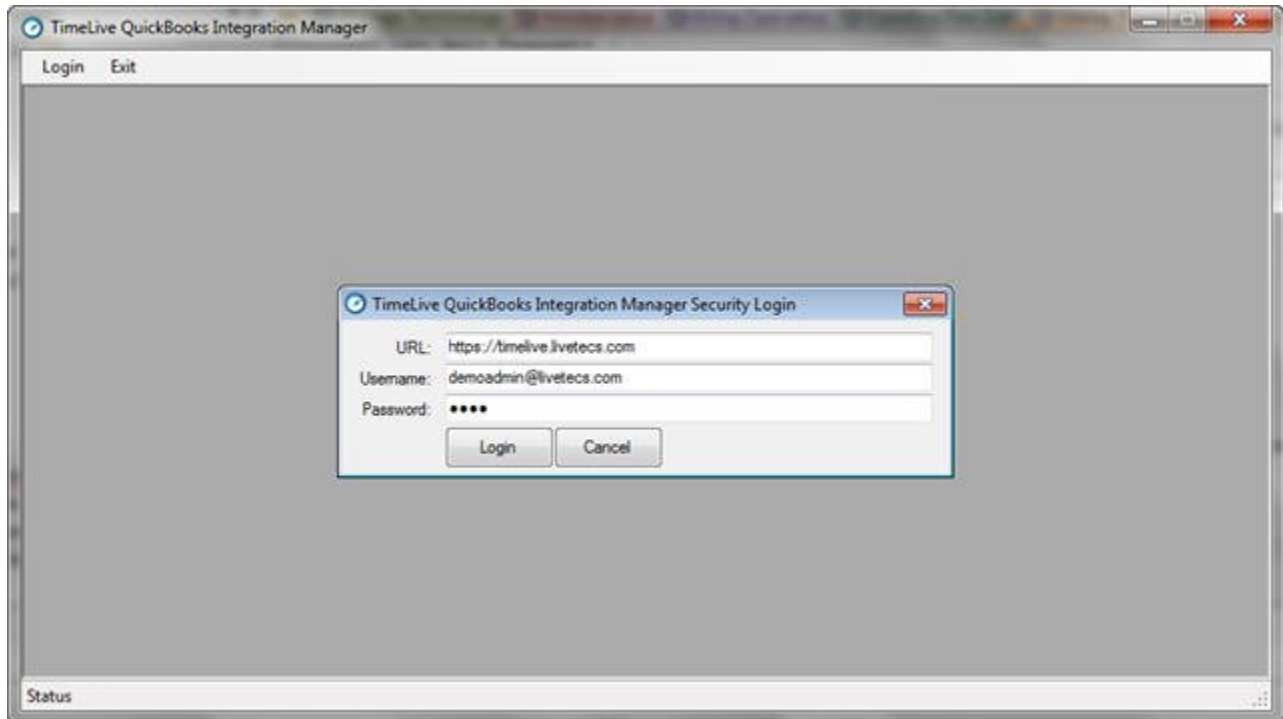 TimeLive QuickBooks Integration Manager
Login Exit
TimeLive QuickBooks Integration Manager Security Login
URL: https://timelive.livetecs.com
Username: demoadmin@livetecs.com
Password: ••••
Login Cancel
Status